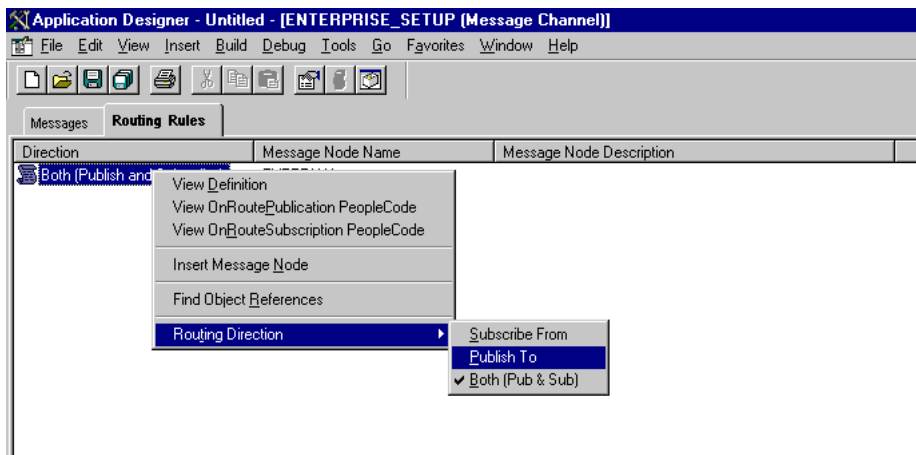 Application Designer - Untitled - [ENTERPRISE_SETUP (Message Channel)]
File Edit View Insert Build Debug Tools Go Favorites Window Help
Messages Routing Rules
Direction Message Node Name Message Node Description
Both (Publish and
View Definition
View OnRoutePublication PeopleCode
View OnRouteSubscription PeopleCode
Insert Message Node
Find Object References
Routing Direction
Subscribe From
Publish To
Both (Pub & Sub)